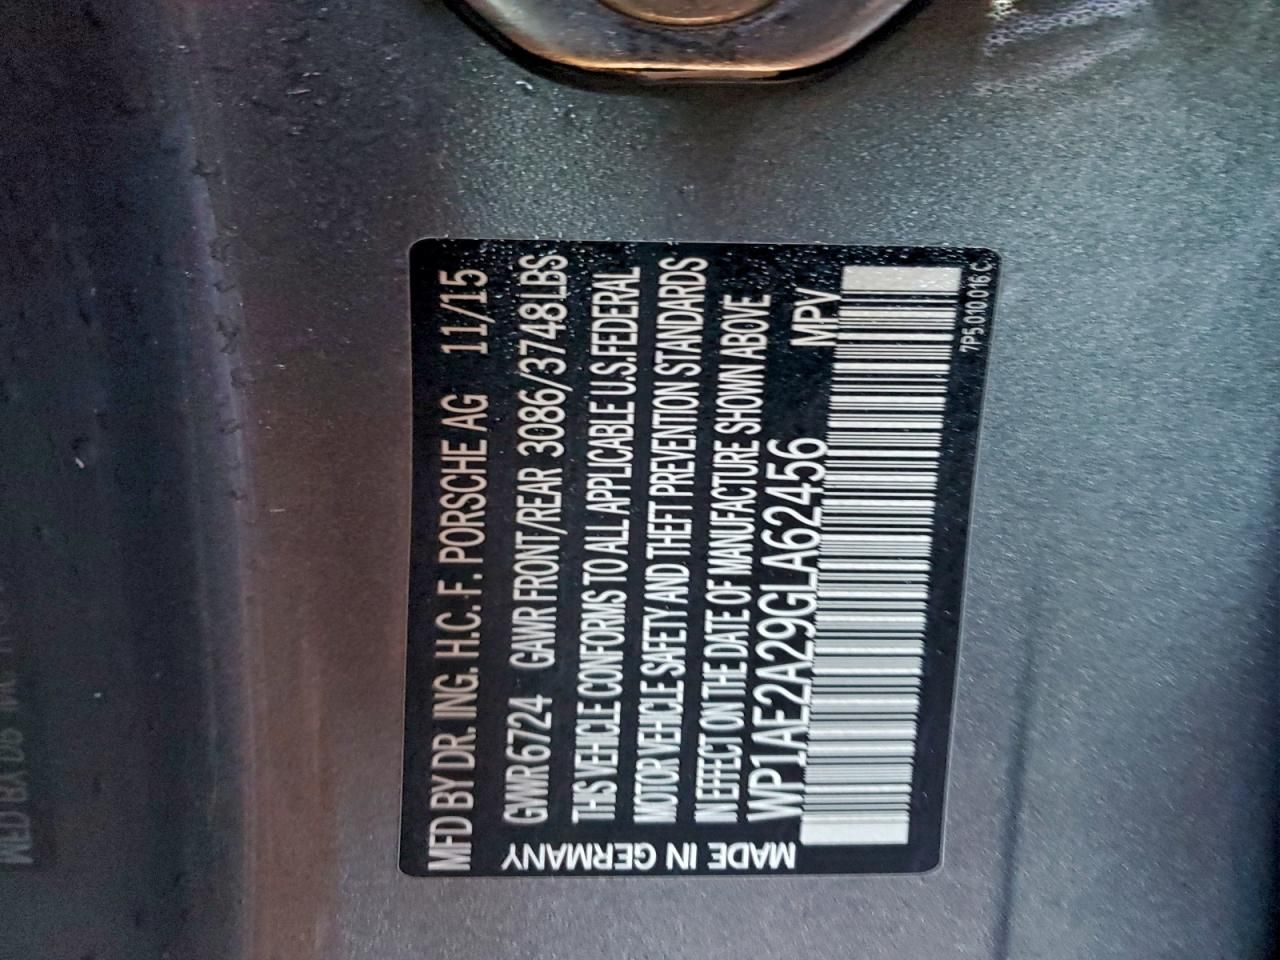 MFD BY DR. ING. H.C. F. PORSCHE AG 11/15
GVWR 6724 GAWR FRONT/REAR 3086/3748LBS
THIS VEHICLE CONFORMS TO ALL APPLICABLE U.S.FEDERAL
MOTOR VEHICLE SAFETY AND THEFT PREVENTION STANDARDS
IN EFFECT ON THE DATE OF MANUFACTURE SHOWN ABOVE
WP1AE2A29GLA62456 MPV
7P5.010.016 C
MADE IN GERMANY